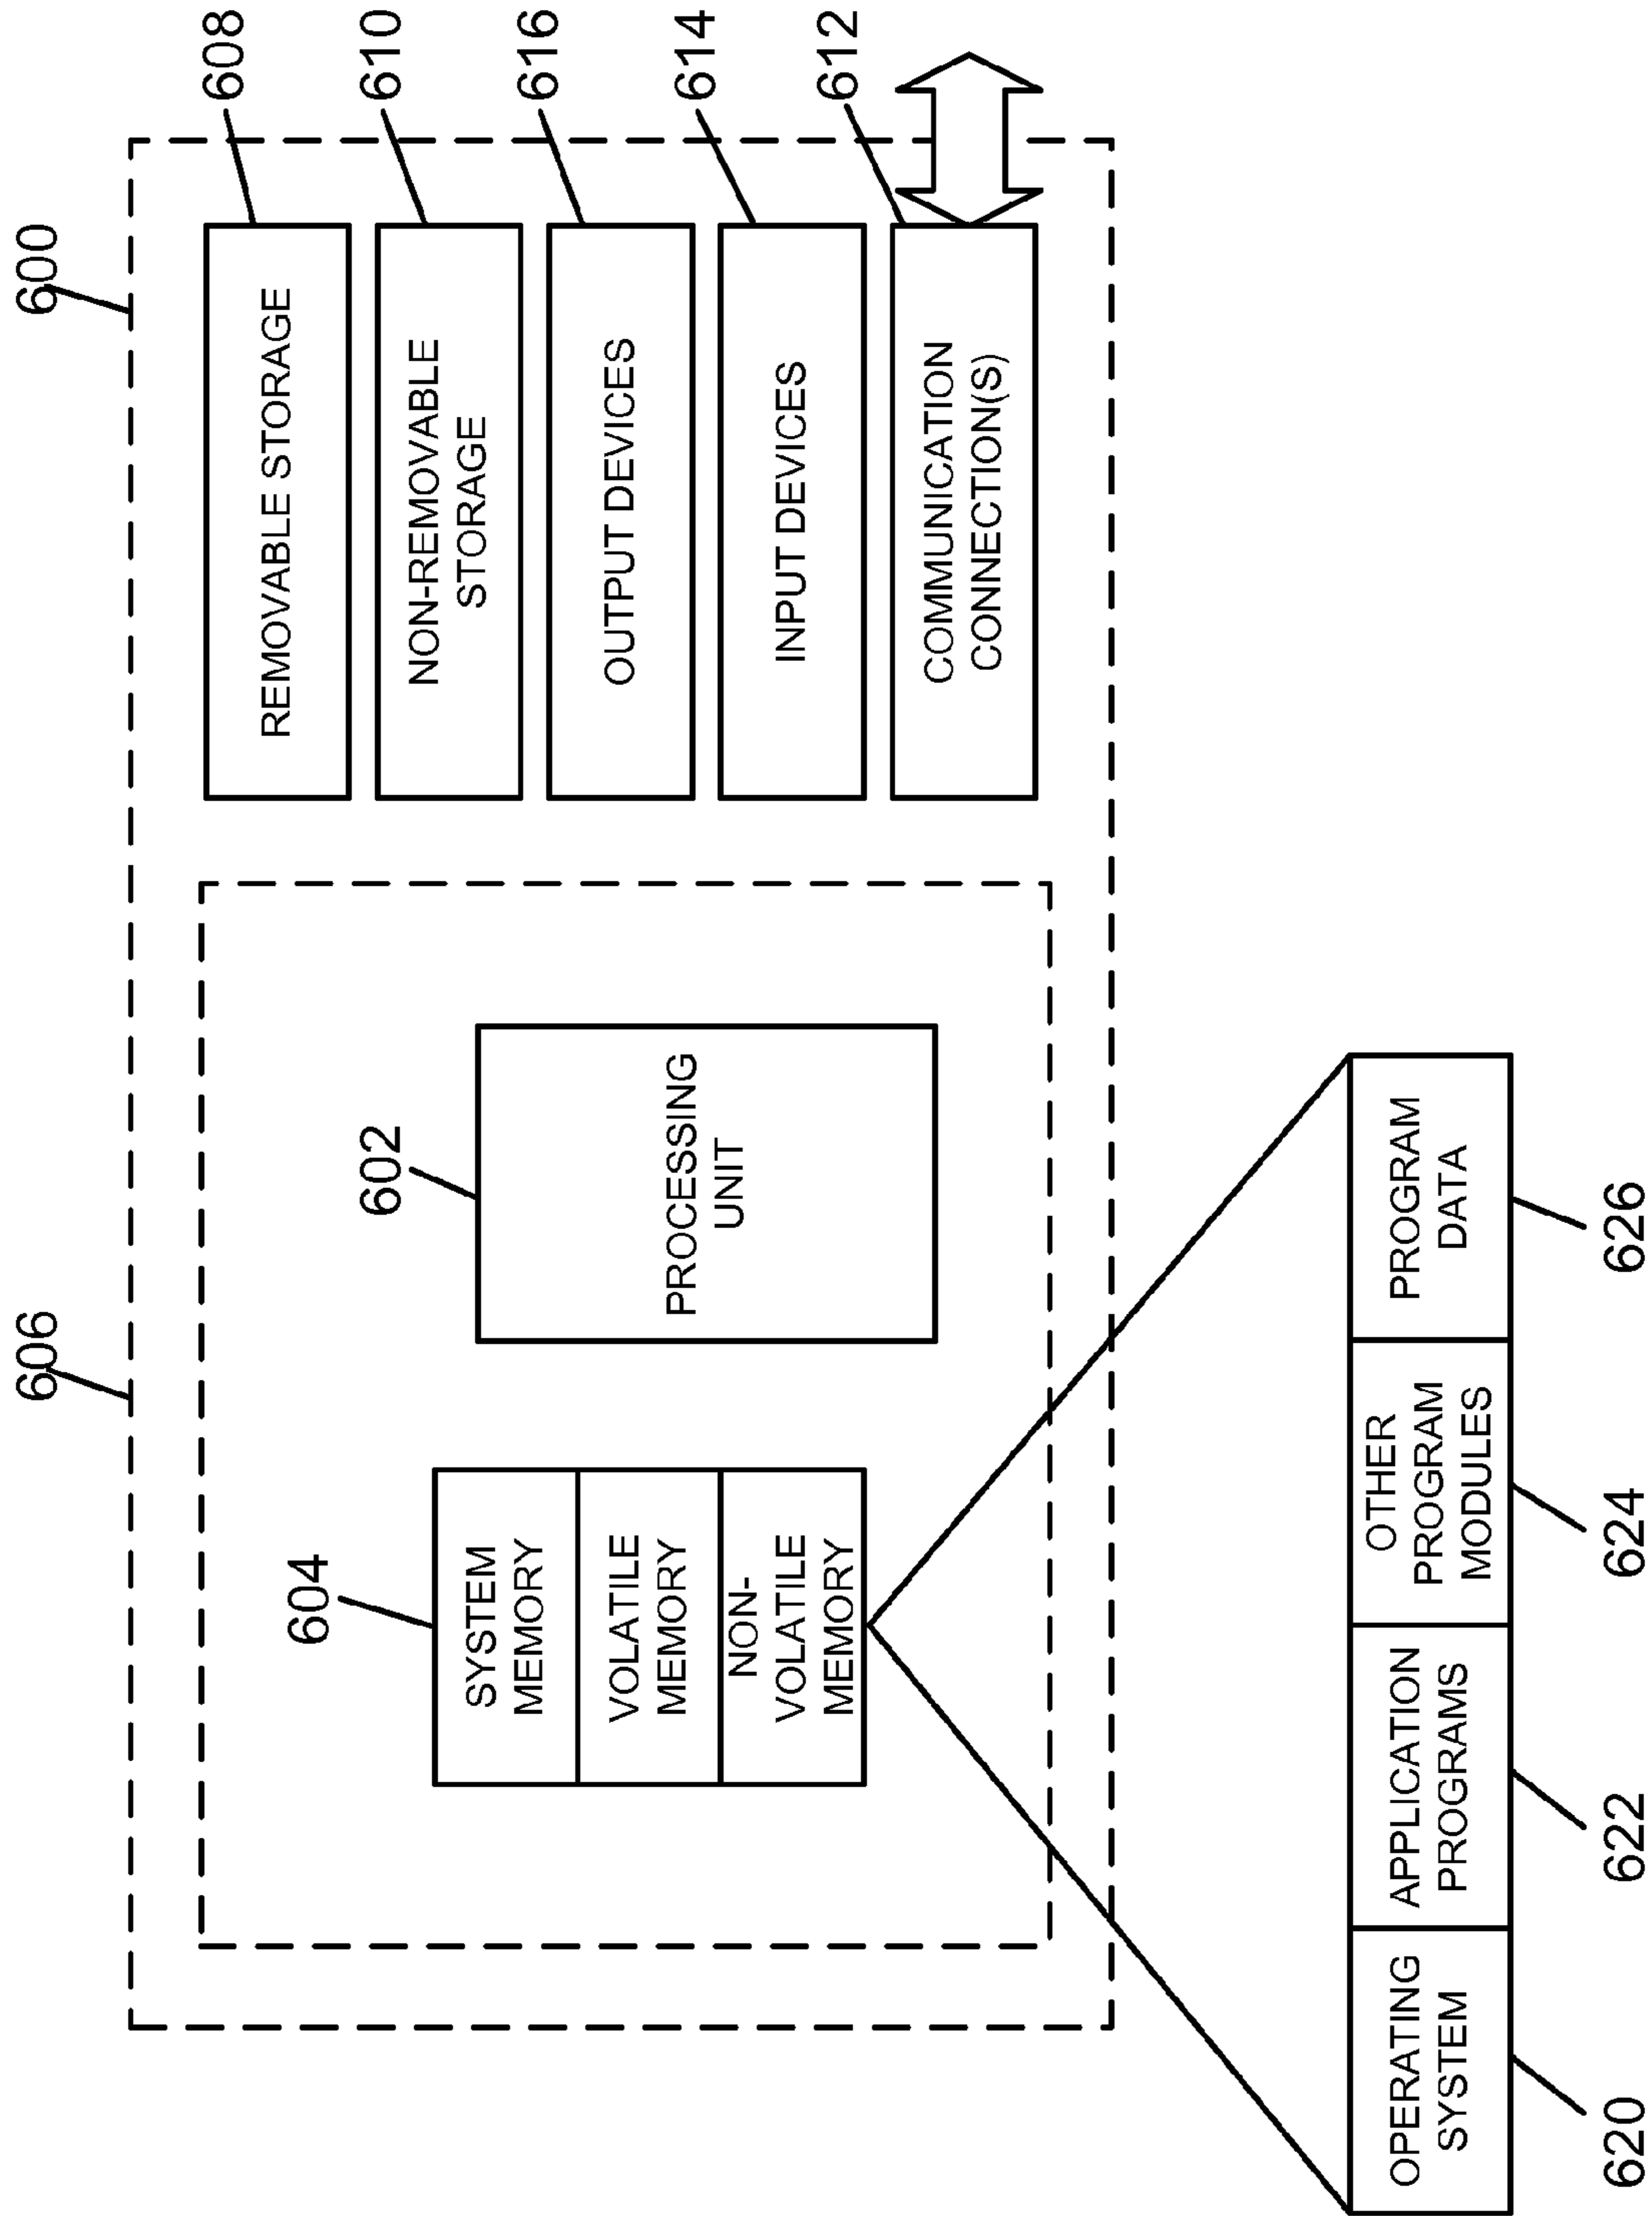 600
606
608
REMOVABLE STORAGE
610
NON-REMOVABLE
STORAGE
616
OUTPUT DEVICES
614
INPUT DEVICES
612
COMMUNICATION
CONNECTION(S)
602
PROCESSING
UNIT
604
SYSTEM
MEMORY
VOLATILE
MEMORY
NON-
VOLATILE
MEMORY
OPERATING
SYSTEM
APPLICATION
PROGRAMS
OTHER
PROGRAM
MODULES
PROGRAM
DATA
620
622
624
626